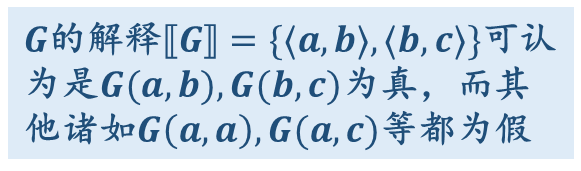 G的解释⟦G⟧ = {⟨a, b⟩,⟨b, c⟩}可认
为是G(a, b), G(b, c)为真，而其
他诸如G(a, a), G(a, c)等都为假